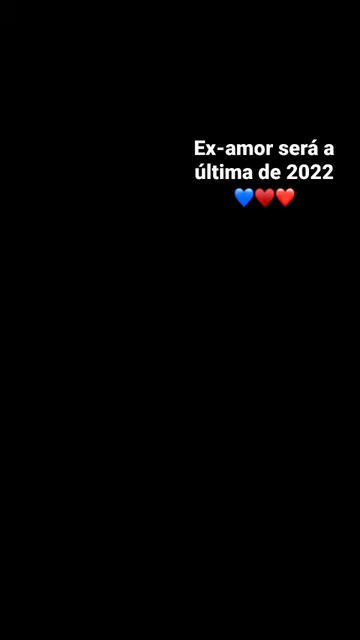 Ex-amor será a
última de 2022
💙♥️❤️